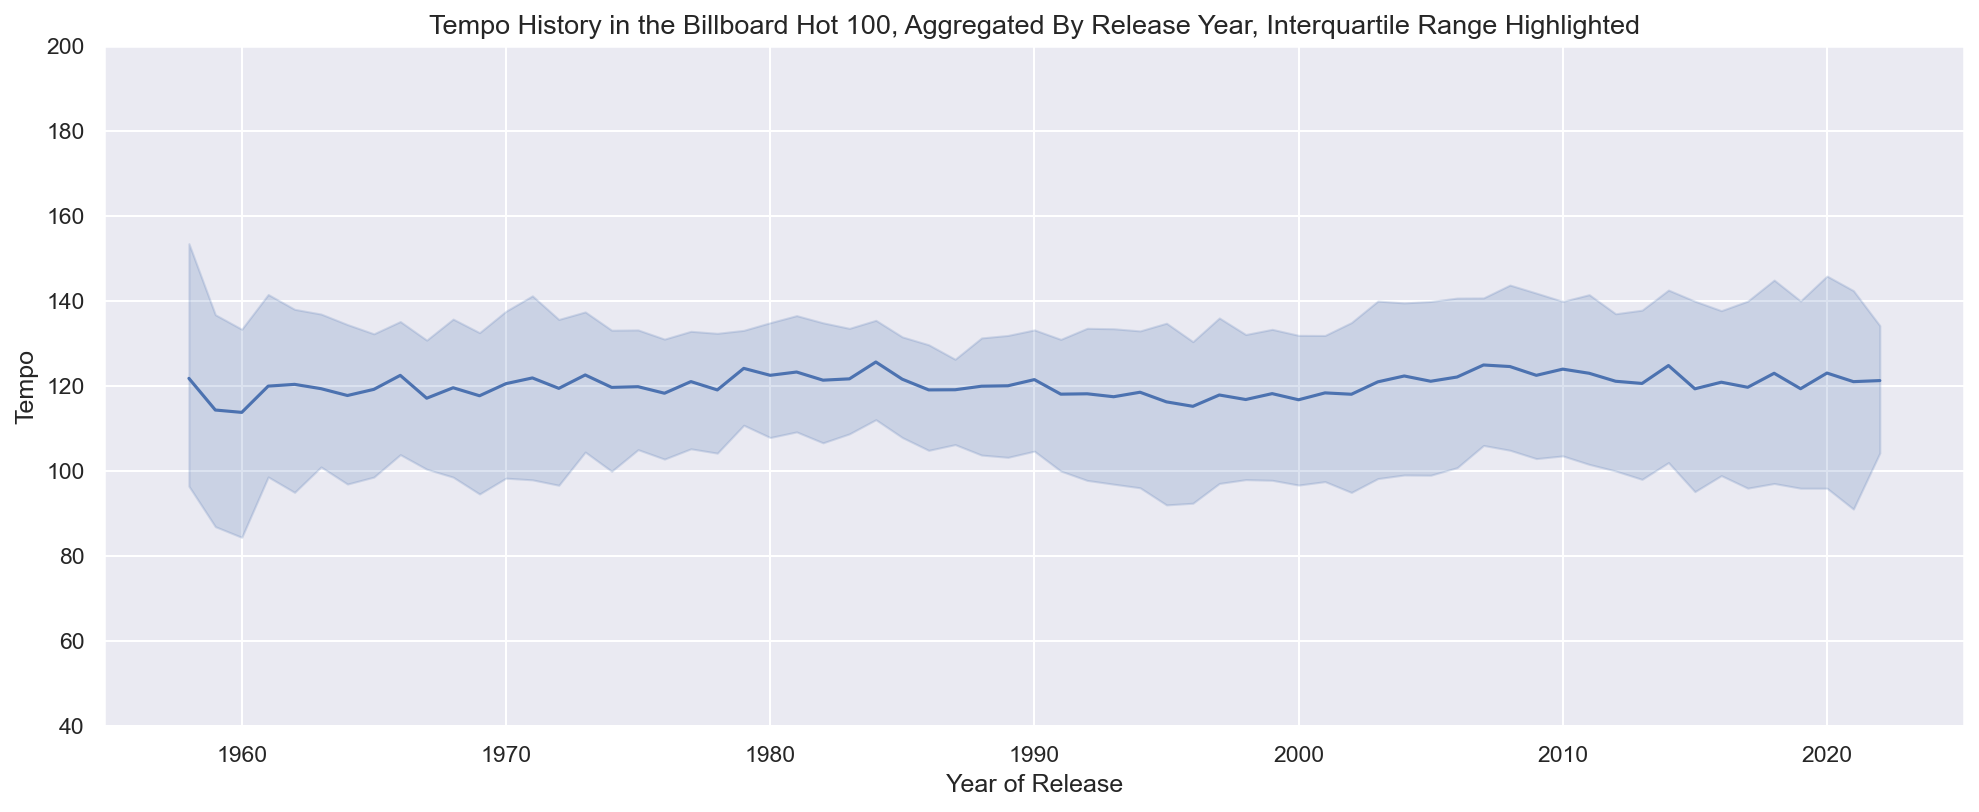 Tempo History in the Billboard Hot 100, Aggregated By Release Year, Interquartile Range Highlighted
200
180
160
140
120
100
80
60
40
Tempo
1960 1970 1980 1990 2000 2010 2020
Year of Release